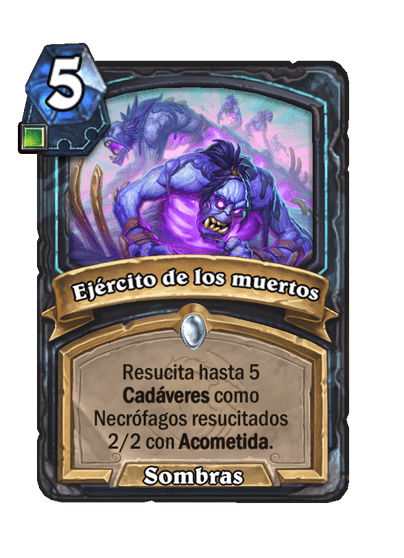 5
Ejército de los muertos
Resucita hasta 5
Cadáveres como
Necrófagos resucitados
2/2 con Acometida.
Sombras